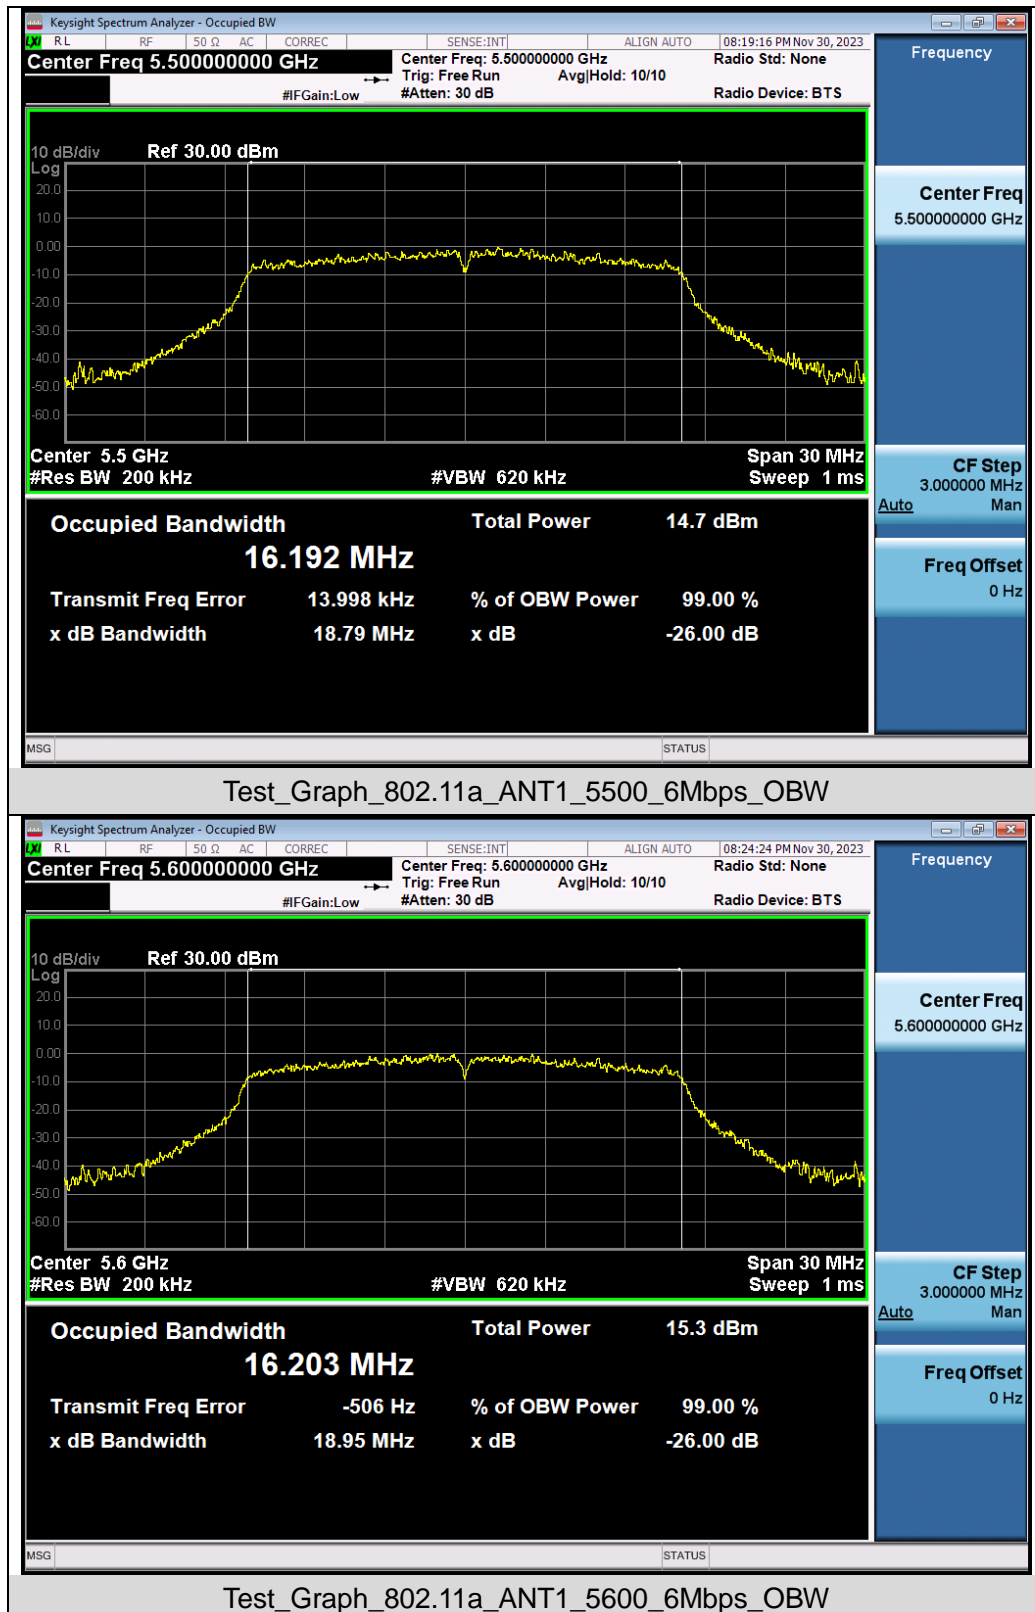 Keysight Spectrum Analyzer - Occupied BW
LXI RL RF 50 Ω AC CORREC SENSE:INT ALIGN AUTO 08:19:16 PM Nov 30, 2023
Center Freq 5.500000000 GHz
Center Freq: 5.500000000 GHz
Radio Std: None
Trig: Free Run Avg|Hold: 10/10
#IFGain:Low
#Atten: 30 dB
Radio Device: BTS
Frequency
10 dB/div Ref 30.00 dBm
Log
20.0
10.0
0.00
-10.0
-20.0
-30.0
-40.0
-50.0
-60.0
Center Freq
5.500000000 GHz
Center 5.5 GHz Span 30 MHz
#Res BW 200 kHz #VBW 620 kHz Sweep 1 ms
CF Step
3.000000 MHz
Auto Man
Occupied Bandwidth Total Power 14.7 dBm
16.192 MHz
Transmit Freq Error 13.998 kHz % of OBW Power 99.00 %
x dB Bandwidth 18.79 MHz x dB -26.00 dB
Freq Offset
0 Hz
MSG STATUS
Test_Graph_802.11a_ANT1_5500_6Mbps_OBW
Keysight Spectrum Analyzer - Occupied BW
LXI RL RF 50 Ω AC CORREC SENSE:INT ALIGN AUTO 08:24:24 PM Nov 30, 2023
Center Freq 5.600000000 GHz
Center Freq: 5.600000000 GHz
Radio Std: None
Trig: Free Run Avg|Hold: 10/10
#IFGain:Low
#Atten: 30 dB
Radio Device: BTS
Frequency
10 dB/div Ref 30.00 dBm
Log
20.0
10.0
0.00
-10.0
-20.0
-30.0
-40.0
-50.0
-60.0
Center Freq
5.600000000 GHz
Center 5.6 GHz Span 30 MHz
#Res BW 200 kHz #VBW 620 kHz Sweep 1 ms
CF Step
3.000000 MHz
Auto Man
Occupied Bandwidth Total Power 15.3 dBm
16.203 MHz
Transmit Freq Error -506 Hz % of OBW Power 99.00 %
x dB Bandwidth 18.95 MHz x dB -26.00 dB
Freq Offset
0 Hz
MSG STATUS
Test_Graph_802.11a_ANT1_5600_6Mbps_OBW